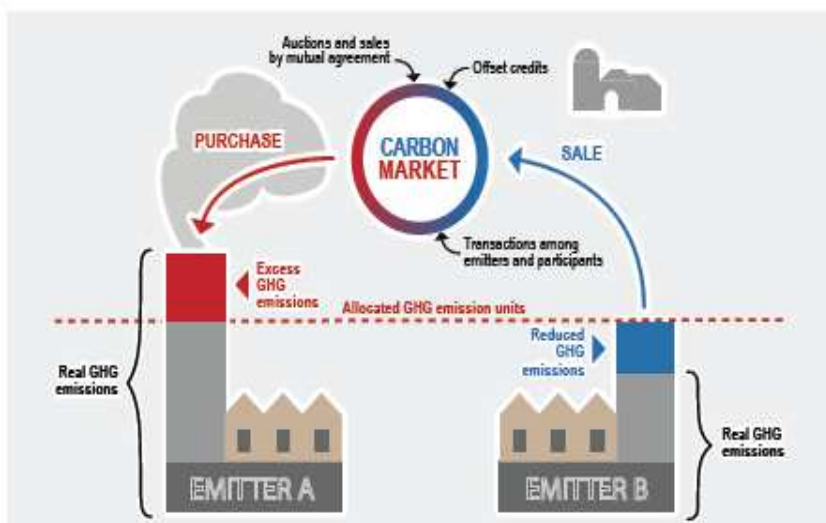 Auctions and sales
by mutual agreement
Offset credits
PURCHASE
CARBON
MARKET
SALE
Transactions among
emitters and participants
Excess
GHG
emissions
Allocated GHG emission units
Reduced
GHG
emissions
Real GHG
emissions
Real GHG
emissions
EMITTER A
EMITTER B